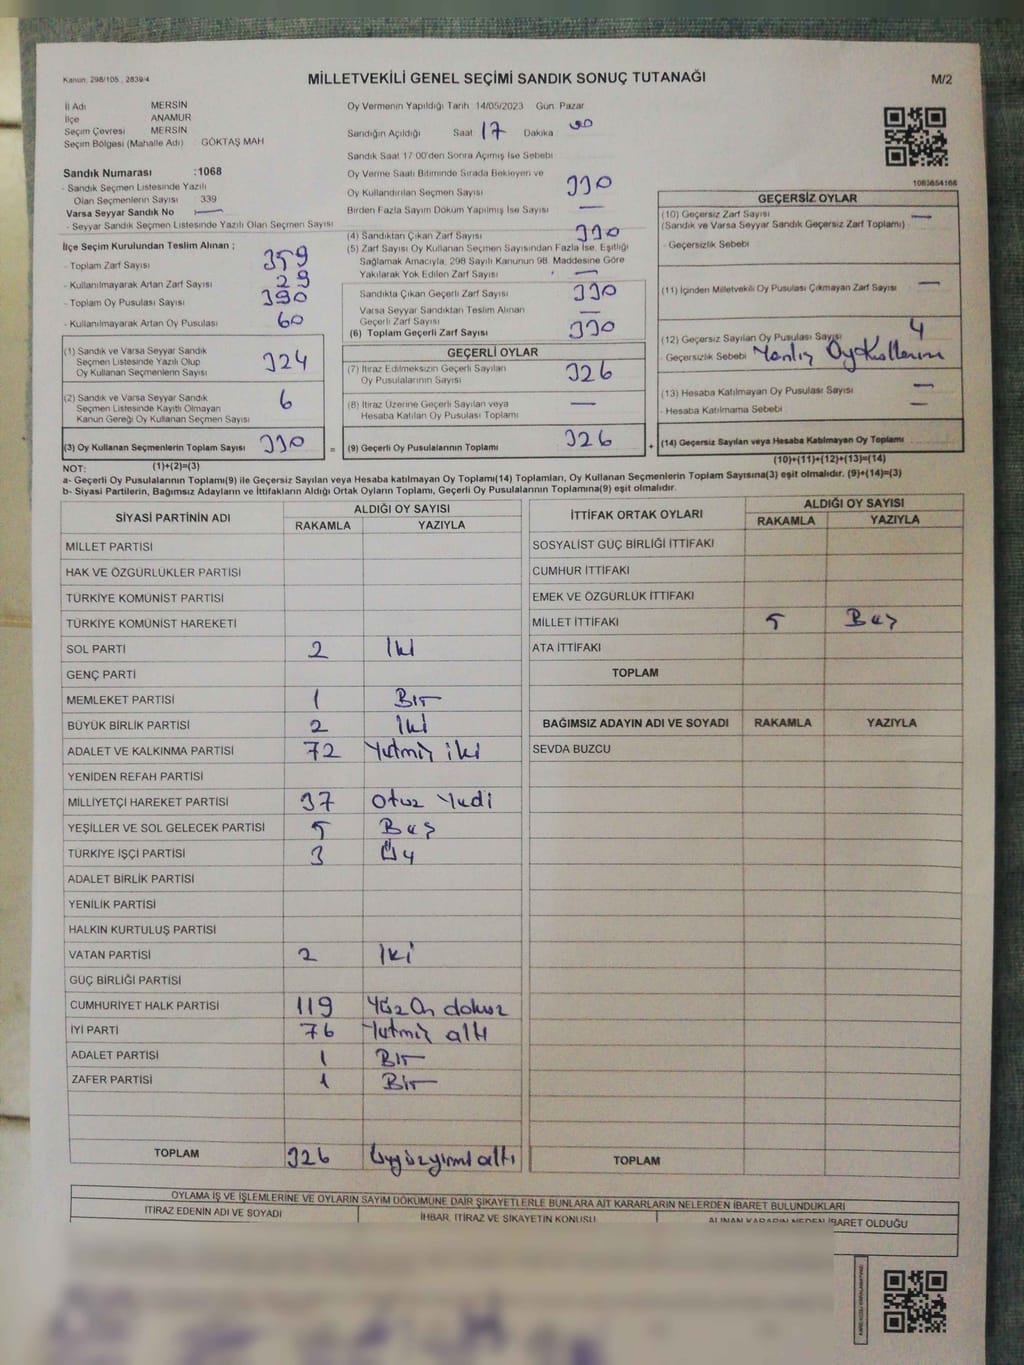 Kanun: 298/105 , 2839/4
MİLLETVEKİLİ GENEL SEÇİMİ SANDIK SONUÇ TUTANAĞI
M/2
İl Adı MERSİN
İlçe ANAMUR
Seçim Çevresi MERSİN
Seçim Bölgesi (Mahalle Adı) GÖKTAŞ MAH
Sandık Numarası :1068
- Sandık Seçmen Listesinde Yazılı
Olan Seçmenlerin Sayısı 339
Varsa Seyyar Sandık No —
- Seyyar Sandık Seçmen Listesinde Yazılı Olan Seçmen Sayısı
İlçe Seçim Kurulundan Teslim Alınan ;
- Toplam Zarf Sayısı 359
- Kullanılmayarak Artan Zarf Sayısı 29
- Toplam Oy Pusulası Sayısı 390
- Kullanılmayarak Artan Oy Pusulası 60
(1) Sandık ve Varsa Seyyar Sandık
Seçmen Listesinde Yazılı Olup
Oy Kullanan Seçmenlerin Sayısı 324
(2) Sandık ve Varsa Seyyar Sandık
Seçmen Listesinde Kayıtlı Olmayan
Kanun Gereği Oy Kullanan Seçmen Sayısı 6
(3) Oy Kullanan Seçmenlerin Toplam Sayısı 330
Oy Vermenin Yapıldığı Tarih 14/05/2023 Gün Pazar
Sandığın Açıldığı Saat 17 Dakika
Sandık Saat 17:00'den Sonra Açılmış İse Sebebi
Oy Verme Saati Bitiminde Sırada Bekleyen ve
Oy Kullandırılan Seçmen Sayısı 330
Birden Fazla Sayım Döküm Yapılmış İse Sayısı —
(4) Sandıktan Çıkan Zarf Sayısı 330
(5) Zarf Sayısı Oy Kullanan Seçmen Sayısından Fazla İse, Eşitliği
Sağlamak Amacıyla, 298 Sayılı Kanunun 98. Maddesine Göre
Yakılarak Yok Edilen Zarf Sayısı —
Sandıkta Çıkan Geçerli Zarf Sayısı 330
Varsa Seyyar Sandıktan Teslim Alınan
Geçerli Zarf Sayısı —
(6) Toplam Geçerli Zarf Sayısı 330
GEÇERLİ OYLAR
(7) İtiraz Edilmeksizin Geçerli Sayılan
Oy Pusulalarının Sayısı 326
(8) İtiraz Üzerine Geçerli Sayılan veya
Hesaba Katılan Oy Pusulası Toplamı —
= (9) Geçerli Oy Pusulalarının Toplamı 326 +
1083654168
GEÇERSİZ OYLAR
(10) Geçersiz Zarf Sayısı —
(Sandık ve Varsa Seyyar Sandık Geçersiz Zarf Toplamı)
- Geçersizlik Sebebi
(11) İçinden Milletvekili Oy Pusulası Çıkmayan Zarf Sayısı —
(12) Geçersiz Sayılan Oy Pusulası Sayısı 4
- Geçersizlik Sebebi Yanlış Oy Kullanımı
(13) Hesaba Katılmayan Oy Pusulası Sayısı —
- Hesaba Katılmama Sebebi —
(14) Geçersiz Sayılan veya Hesaba Katılmayan Oy Toplamı
NOT: (1)+(2)=(3)
(10)+(11)+(12)+(13)=(14)
a- Geçerli Oy Pusulalarının Toplamı(9) ile Geçersiz Sayılan veya Hesaba katılmayan Oy Toplamı(14) Toplamları, Oy Kullanan Seçmenlerin Toplam Sayısına(3) eşit olmalıdır. (9)+(14)=(3)
b- Siyasi Partilerin, Bağımsız Adayların ve İttifakların Aldığı Ortak Oyların Toplamı, Geçerli Oy Pusulalarının Toplamına(9) eşit olmalıdır.
SİYASİ PARTİNİN ADI ALDIĞI OY SAYISI
RAKAMLA YAZIYLA
MİLLET PARTİSİ
HAK VE ÖZGÜRLÜKLER PARTİSİ
TÜRKİYE KOMÜNİST PARTİSİ
TÜRKİYE KOMÜNİST HAREKETİ
SOL PARTİ 2 İki
GENÇ PARTİ
MEMLEKET PARTİSİ 1 Bir
BÜYÜK BİRLİK PARTİSİ 2 İki
ADALET VE KALKINMA PARTİSİ 72 Yetmiş iki
YENİDEN REFAH PARTİSİ
MİLLİYETÇİ HAREKET PARTİSİ 37 Otuz Yedi
YEŞİLLER VE SOL GELECEK PARTİSİ 5 Beş
TÜRKİYE İŞÇİ PARTİSİ 3 Üç
ADALET BİRLİK PARTİSİ
YENİLİK PARTİSİ
HALKIN KURTULUŞ PARTİSİ
VATAN PARTİSİ 2 İki
GÜÇ BİRLİĞİ PARTİSİ
CUMHURİYET HALK PARTİSİ 119 Yüz On dokuz
İYİ PARTİ 76 Yetmiş altı
ADALET PARTİSİ 1 Bir
ZAFER PARTİSİ 1 Bir
TOPLAM 326 Üçyüzyirmialtı
İTTİFAK ORTAK OYLARI ALDIĞI OY SAYISI
RAKAMLA YAZIYLA
SOSYALİST GÜÇ BİRLİĞİ İTTİFAKI
CUMHUR İTTİFAKI
EMEK VE ÖZGÜRLÜK İTTİFAKI
MİLLET İTTİFAKI 5 Beş
ATA İTTİFAKI
TOPLAM
BAĞIMSIZ ADAYIN ADI VE SOYADI RAKAMLA YAZIYLA
SEVDA BUZCU
TOPLAM
OYLAMA İŞ VE İŞLEMLERİNE VE OYLARIN SAYIM DÖKÜMÜNE DAİR ŞİKAYETLERLE BUNLARA AİT KARARLARIN NELERDEN İBARET BULUNDUKLARI
İTİRAZ EDENİN ADI VE SOYADI İHBAR, İTİRAZ VE ŞİKAYETİN KONUSU ALINAN KARARIN NEDEN İBARET OLDUĞU